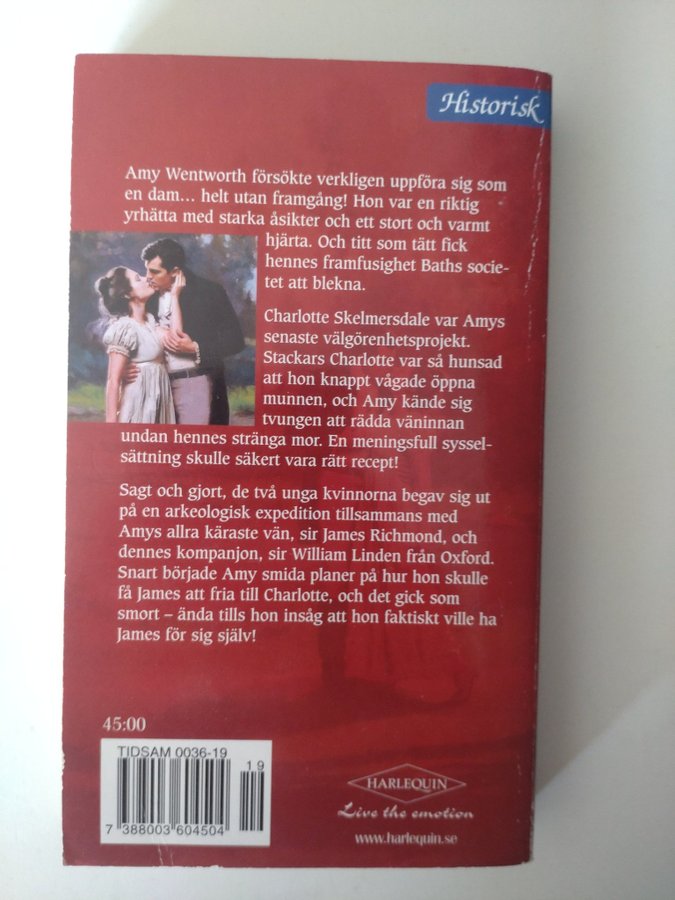 Historisk
Amy Wentworth försökte verkligen uppföra sig som
en dam... helt utan framgång! Hon var en riktig
yrhätta med starka åsikter och ett stort och varmt
hjärta. Och titt som tätt fick
hennes framfusighet Baths socie-
tet att blekna.
Charlotte Skelmersdale var Amys
senaste välgörenhetsprojekt.
Stackars Charlotte var så hunsad
att hon knappt vågade öppna
munnen, och Amy kände sig
tvungen att rädda väninnan
undan hennes stränga mor. En meningsfull syssel-
sättning skulle säkert vara rätt recept!
Sagt och gjort, de två unga kvinnorna begav sig ut
på en arkeologisk expedition tillsammans med
Amys allra käraste vän, sir James Richmond, och
dennes kompanjon, sir William Linden från Oxford.
Snart började Amy smida planer på hur hon skulle
få James att fria till Charlotte, och det gick som
smort – ända tills hon insåg att hon faktiskt ville ha
James för sig själv!
45:00
TIDSAM 0036-19
19
7 388003 604504
HARLEQUIN
Live the emotion
www.harlequin.se